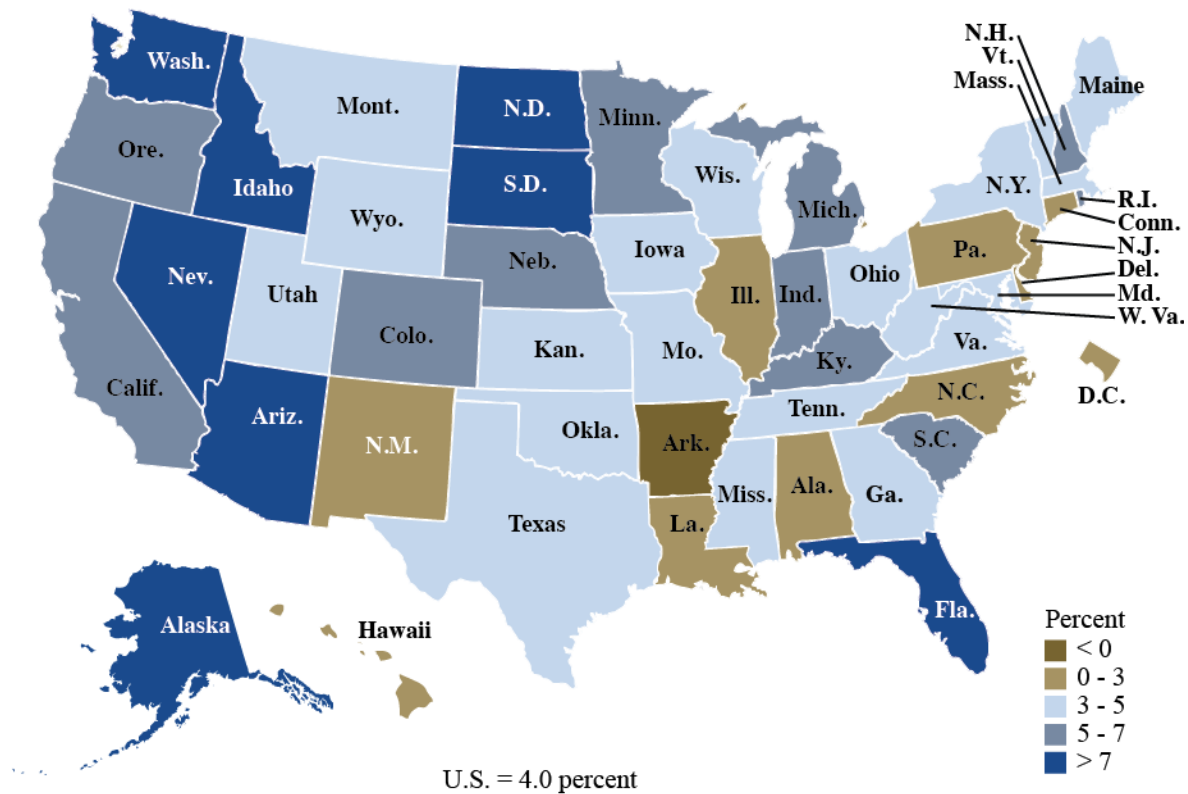 N.H.
Vt.
Mass.
Maine
Wash.
Mont.
N.D.
Minn.
Ore.
Idaho
S.D.
Wis.
N.Y.
Wyo.
Mich.
R.I.
Conn.
N.J.
Del.
Md.
W. Va.
Nev.
Utah
Neb.
Iowa
Ill.
Ind.
Ohio
Pa.
Colo.
Kan.
Mo.
Ky.
Va.
Calif.
Ariz.
N.M.
Okla.
Ark.
Tenn.
N.C.
D.C.
S.C.
Texas
La.
Miss.
Ala.
Ga.
Fla.
Alaska
Hawaii
Percent
< 0
0 - 3
3 - 5
5 - 7
> 7
U.S. = 4.0 percent